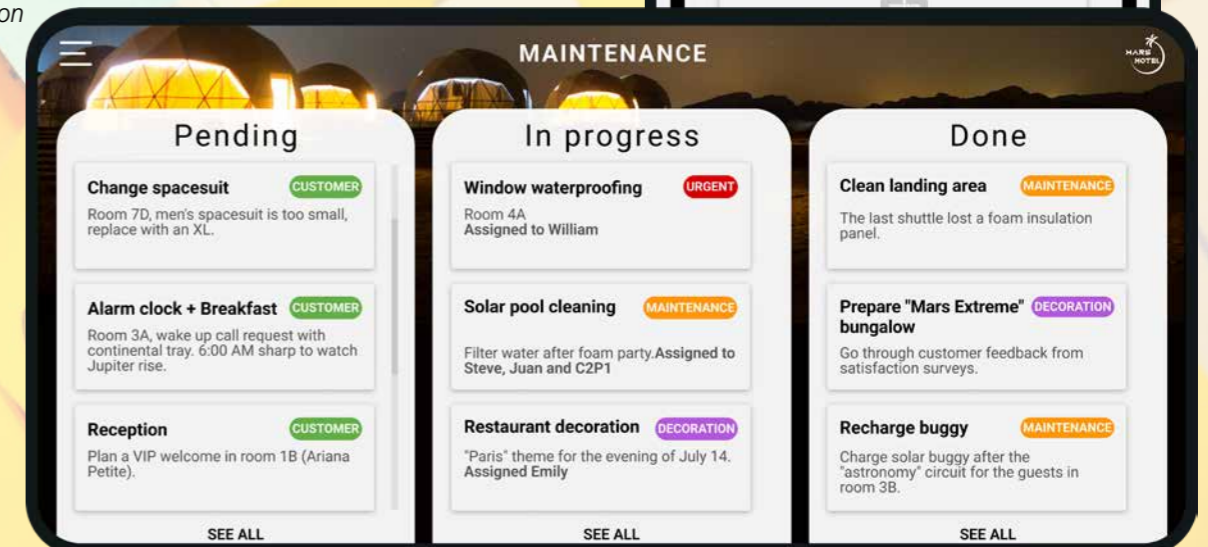 on
MAINTENANCE
MARS
HOTEL
Pending
Change spacesuit
CUSTOMER
Room 7D, men's spacesuit is too small,
replace with an XL.
Alarm clock + Breakfast
CUSTOMER
Room 3A, wake up call request with
continental tray. 6:00 AM sharp to watch
Jupiter rise.
Reception
CUSTOMER
Plan a VIP welcome in room 1B (Ariana
Petite).
SEE ALL
In progress
Window waterproofing
URGENT
Room 4A
Assigned to William
Solar pool cleaning
MAINTENANCE
Filter water after foam party.Assigned to
Steve, Juan and C2P1
Restaurant decoration
DECORATION
"Paris" theme for the evening of July 14.
Assigned Emily
SEE ALL
Done
Clean landing area
MAINTENANCE
The last shuttle lost a foam insulation
panel.
Prepare "Mars Extreme"
bungalow
DECORATION
Go through customer feedback from
satisfaction surveys.
Recharge buggy
MAINTENANCE
Charge solar buggy after the
"astronomy" circuit for the guests in
room 3B.
SEE ALL